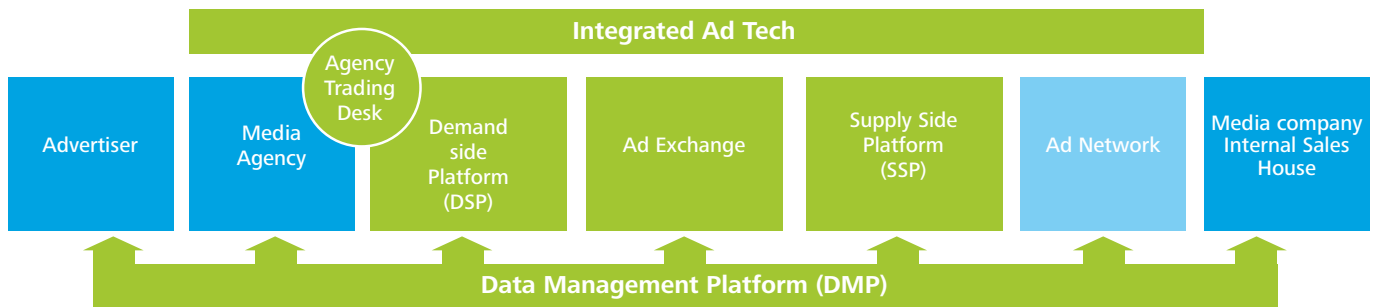 Integrated Ad Tech
Agency
Trading
Desk
Advertiser
Media
Agency
Demand
side
Platform
(DSP)
Ad Exchange
Supply Side
Platform
(SSP)
Ad Network
Media company
Internal Sales
House
Data Management Platform (DMP)